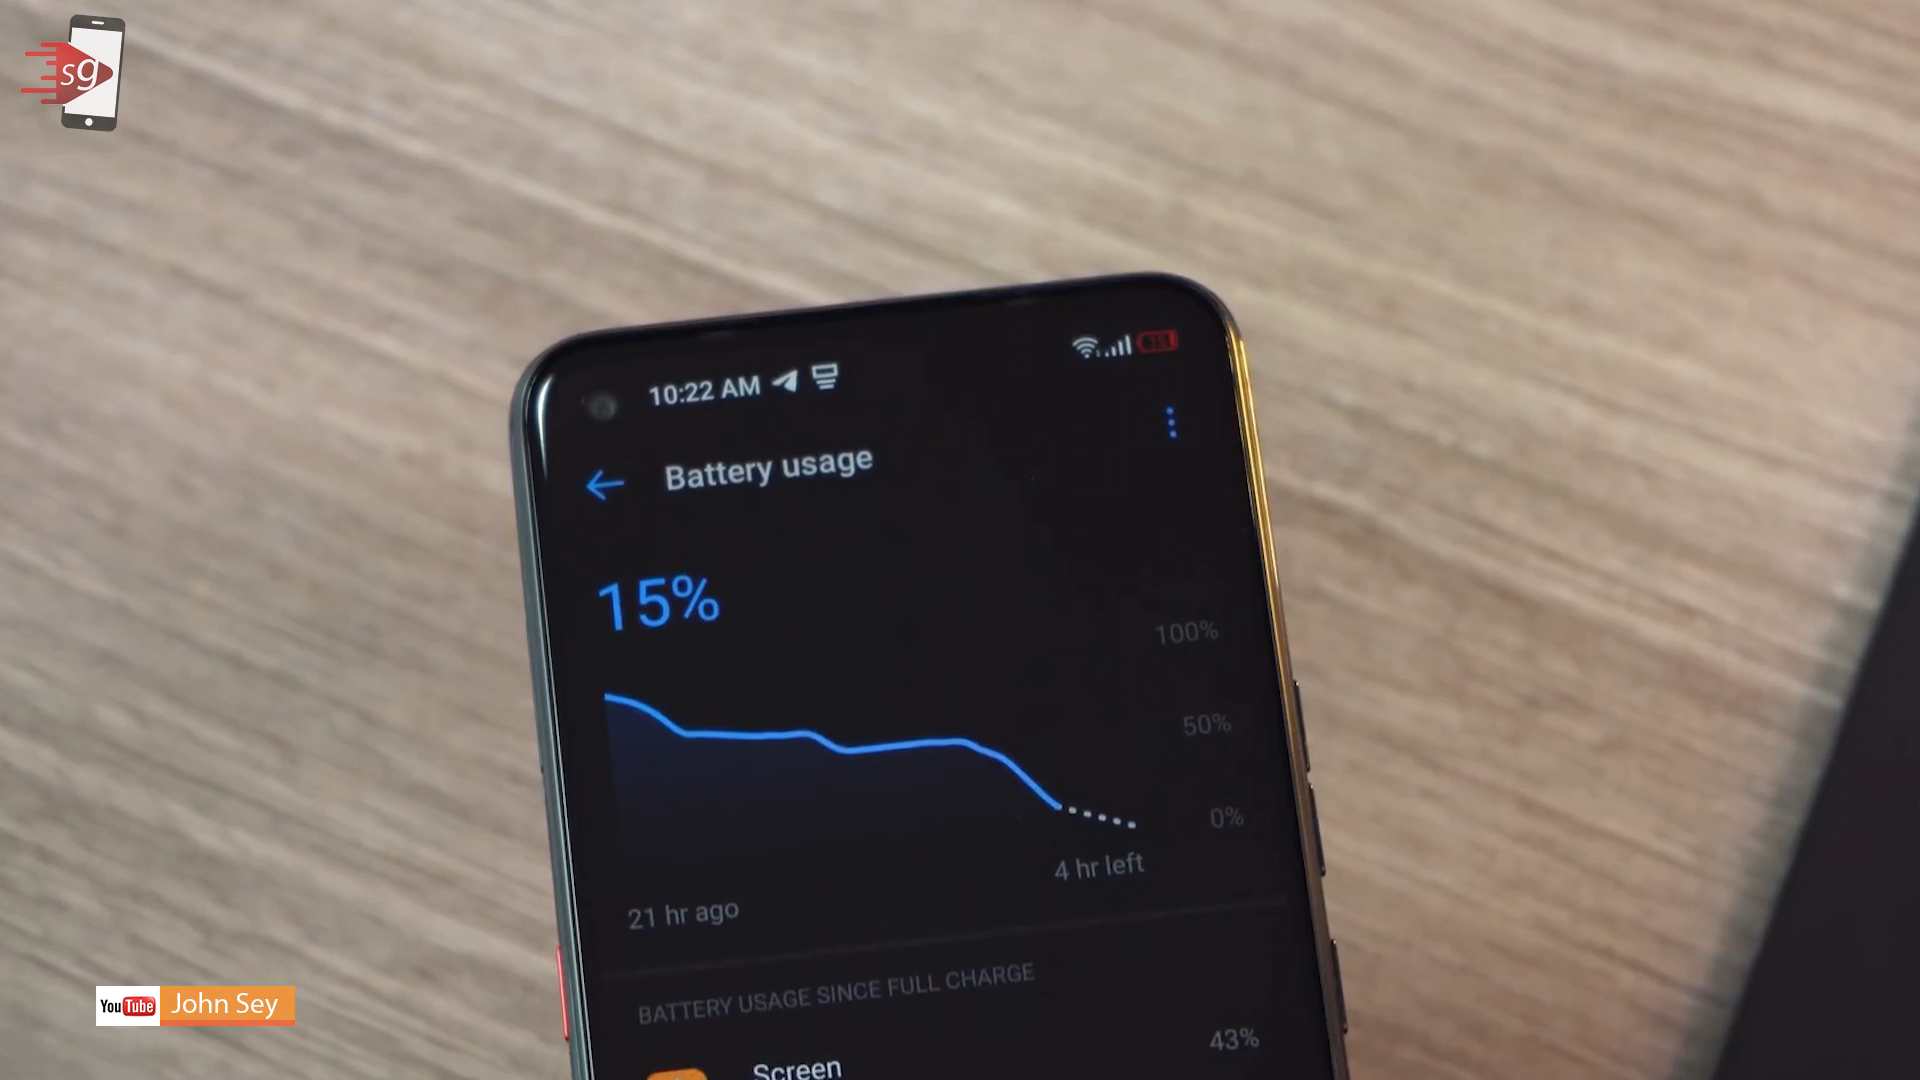 sg
10:22 AM
Battery usage
15%
100%
50%
0%
4 hr left
21 hr ago
BATTERY USAGE SINCE FULL CHARGE
Screen
43%
YouTube John Sey